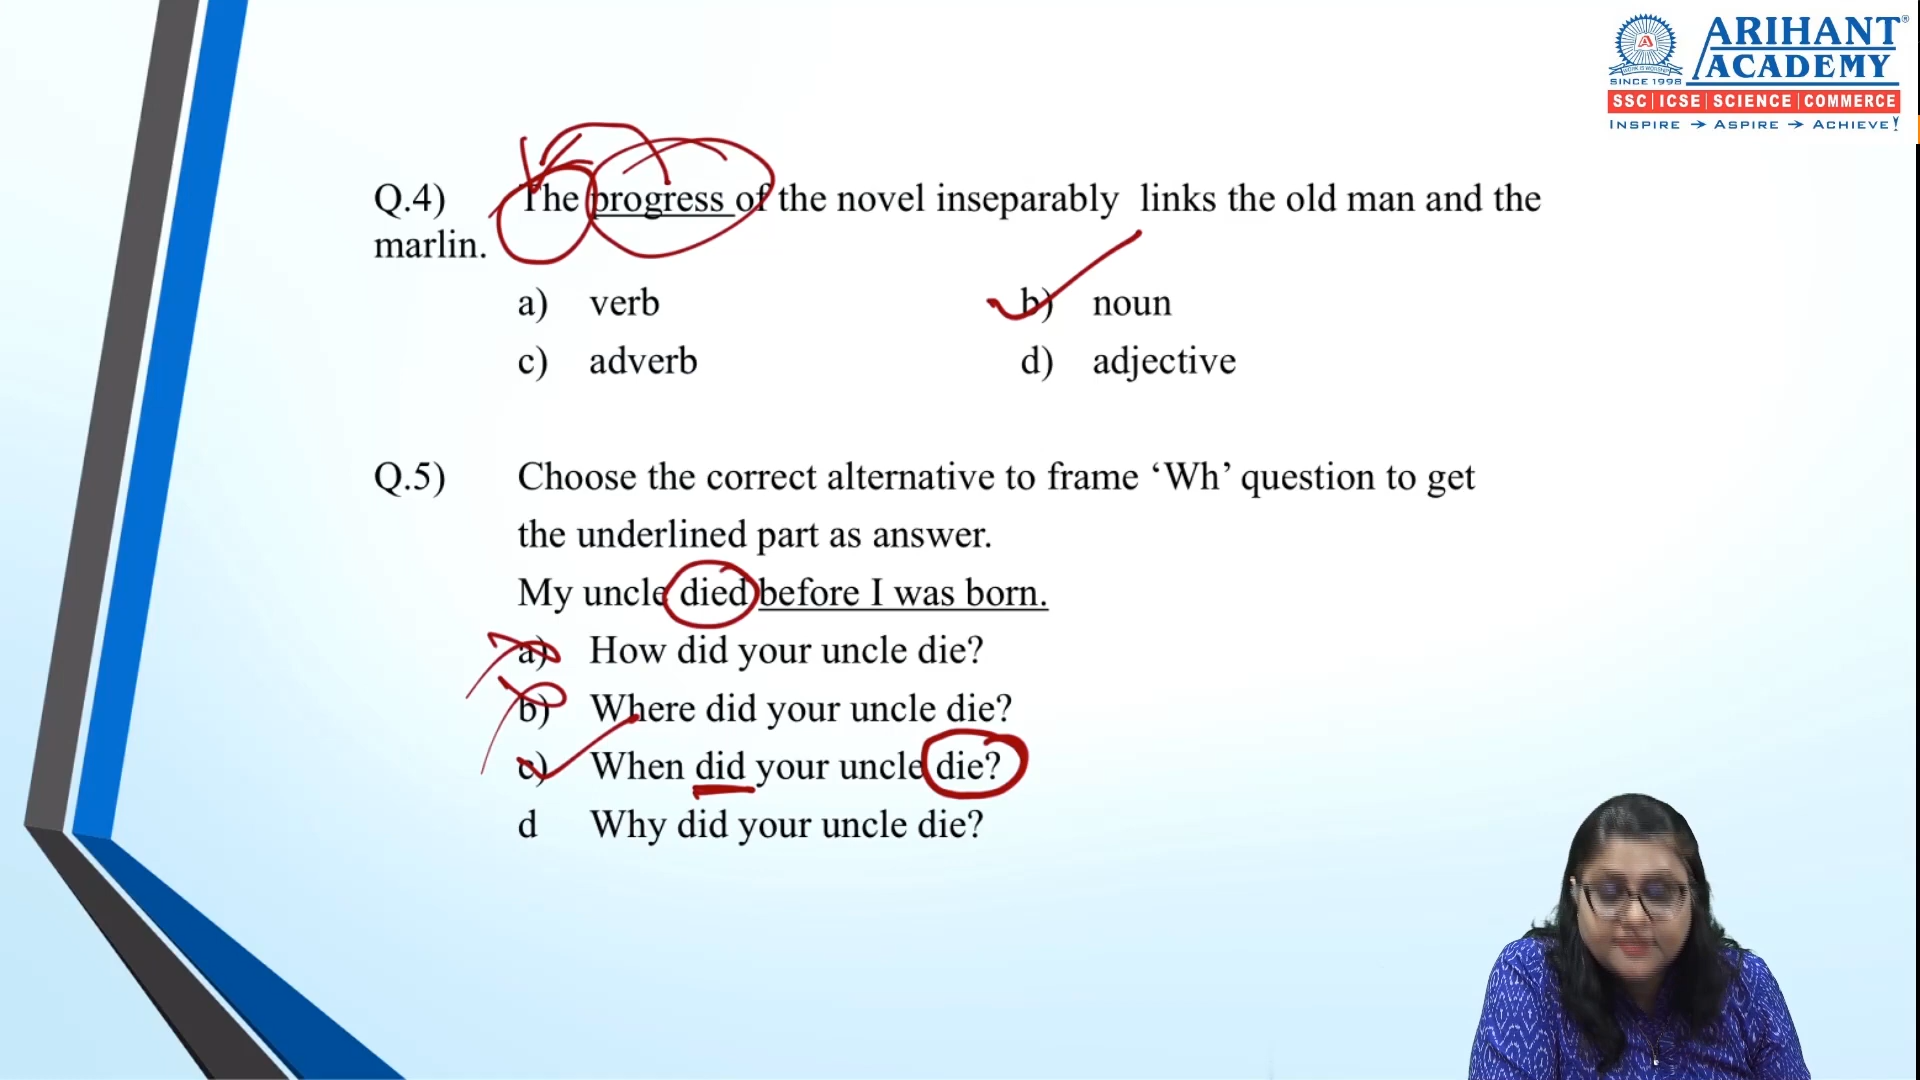 ARIHANT®
ACADEMY
SINCE 1998
SSC | ICSE | SCIENCE | COMMERCE
INSPIRE → ASPIRE → ACHIEVE!
Q.4) The progress of the novel inseparably links the old man and the
marlin.
a) verb b) noun
c) adverb d) adjective
Q.5) Choose the correct alternative to frame ‘Wh’ question to get
the underlined part as answer.
My uncle died before I was born.
a) How did your uncle die?
b) Where did your uncle die?
c) When did your uncle die?
d Why did your uncle die?